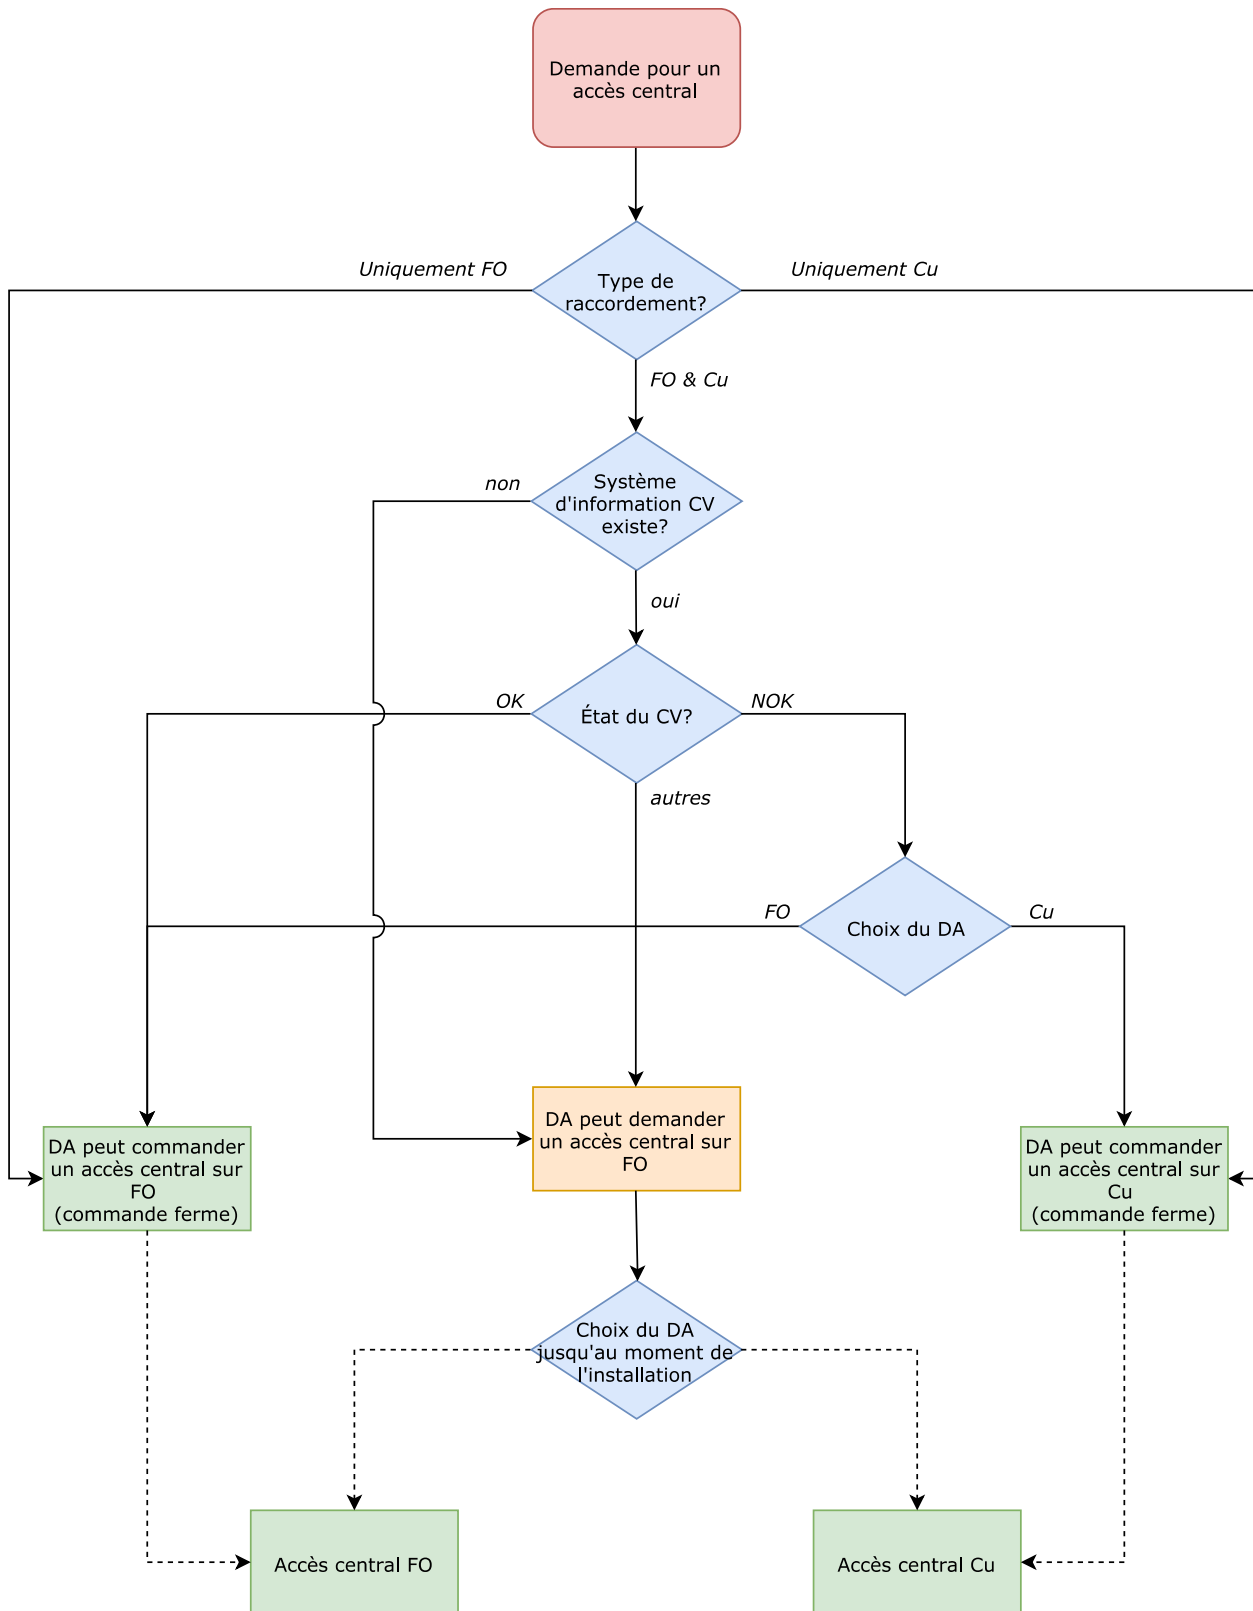 Demande pour un
accès central
Uniquement FO
Type de
raccordement?
Uniquement Cu
FO & Cu
non
Système
d'information CV
existe?
oui
OK
État du CV?
NOK
autres
FO
Choix du DA
Cu
DA peut commander
un accès central sur
FO
(commande ferme)
DA peut demander
un accès central sur
FO
DA peut commander
un accès central sur
Cu
(commande ferme)
Choix du DA
jusqu'au moment de
l'installation
Accès central FO
Accès central Cu